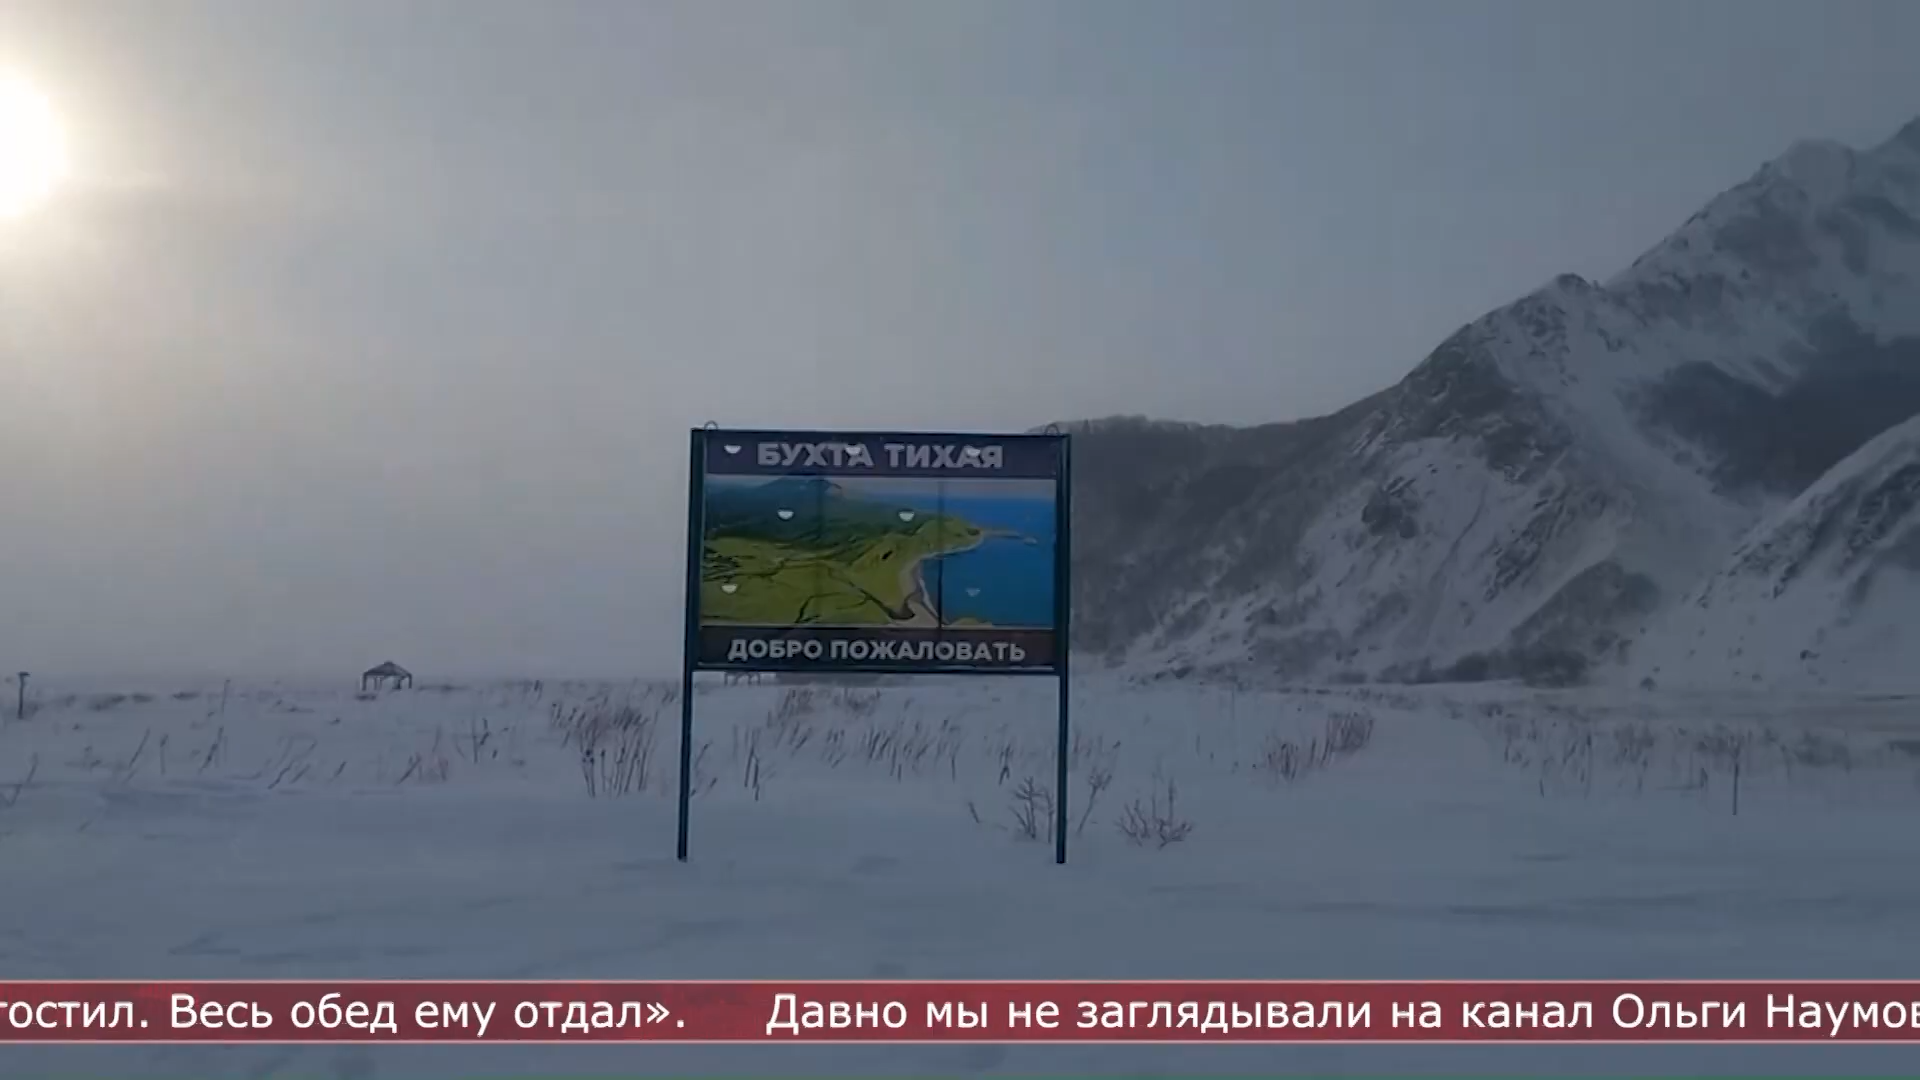 БУХТА ТИХАЯ
ДОБРО ПОЖАЛОВАТЬ
гостил. Весь обед ему отдал». Давно мы не заглядывали на канал Ольги Наумов